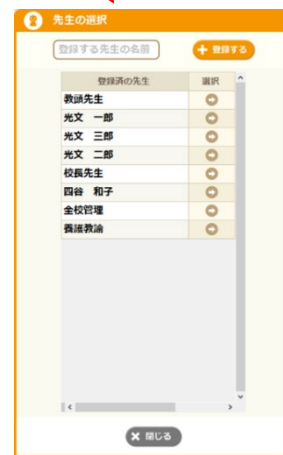 先生の選択
登録する先生の名前 + 登録する
登録済の先生 選択
教頭先生
光文 一郎
光文 三郎
光文 二郎
校長先生
四谷 和子
全校管理
養護教諭
× 閉じる